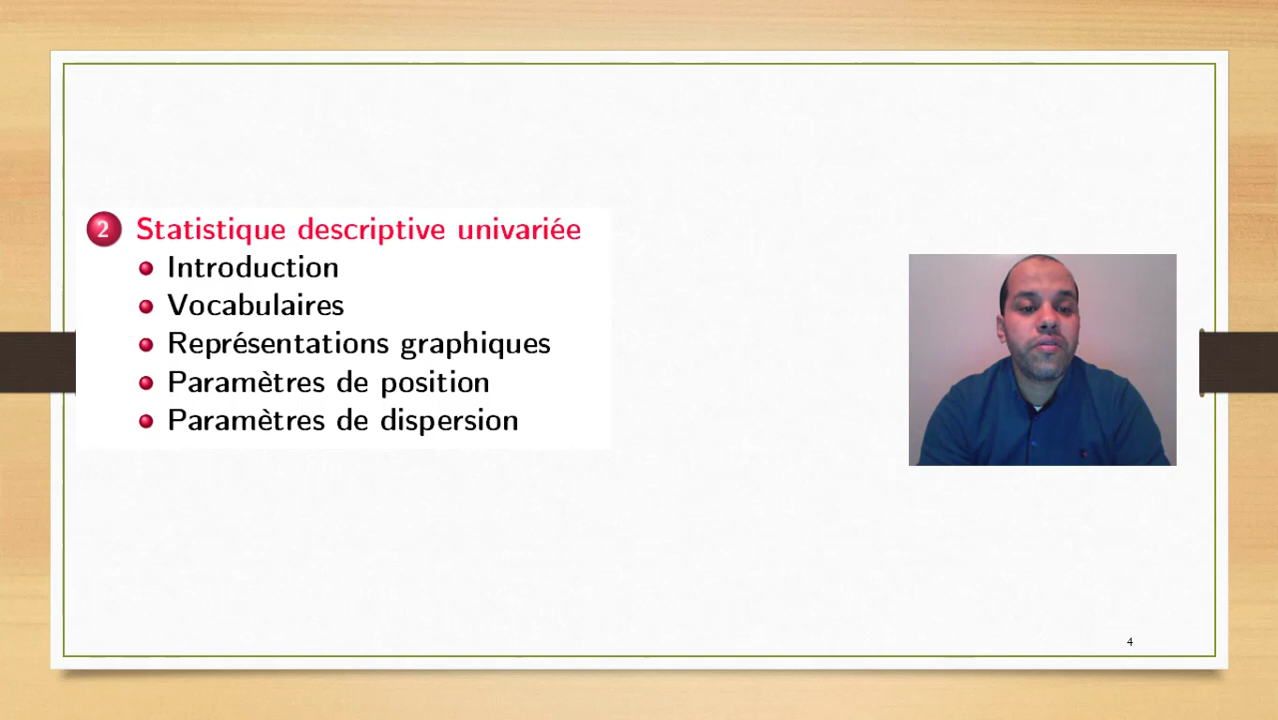 2 Statistique descriptive univariée
Introduction
Vocabulaires
Représentations graphiques
Paramètres de position
Paramètres de dispersion
4